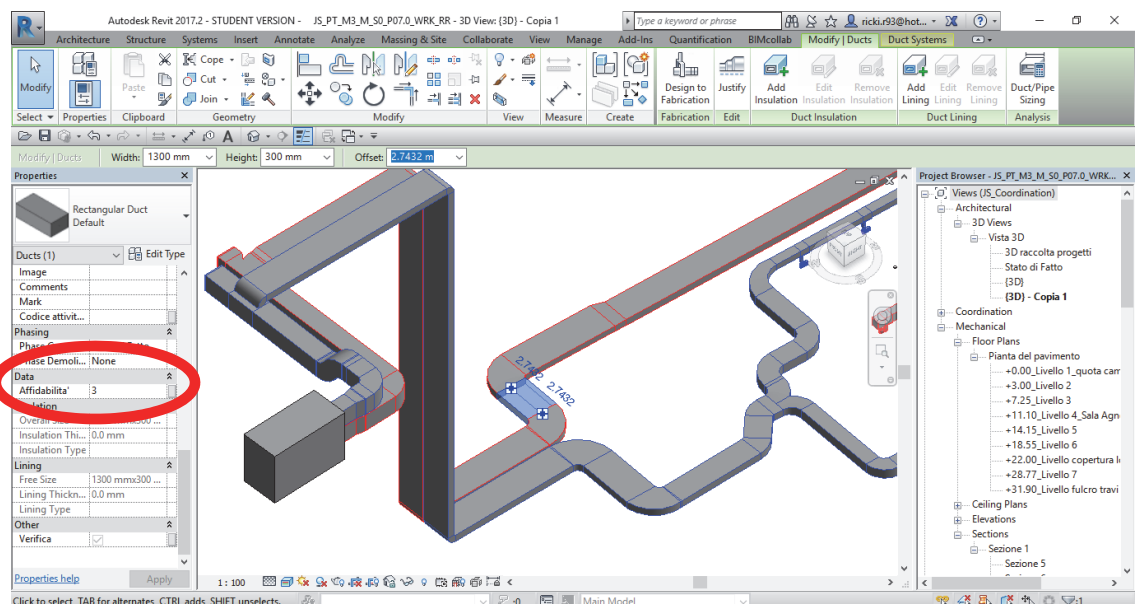 Autodesk Revit 2017.2 - STUDENT VERSION - JS_PT_M3_M_S0_P07.0_WRK_RR - 3D View: {3D} - Copia 1
Type a keyword or phrase
ricki.r93@hot...
Architecture Structure Systems Insert Annotate Analyze Massing & Site Collaborate View Manage Add-Ins Quantification BIMcollab Modify | Ducts Duct Systems
Modify
Paste
Cope
Cut
Join
Design to Fabrication
Justify
Add Insulation
Edit Insulation
Remove Insulation
Add Lining
Edit Lining
Remove Lining
Duct/Pipe Sizing
Select Properties Clipboard Geometry Modify View Measure Create Fabrication Edit Duct Insulation Duct Lining Analysis
Modify | Ducts Width: 1300 mm Height: 300 mm Offset: 2.7432 m
Properties
Rectangular Duct
Default
Ducts (1) Edit Type
Image
Comments
Mark
Codice attivit...
Phasing
Phase Demoli... None
Data
Affidabilita' 3
Insulation Thi... 0.0 mm
Insulation Type
Lining
Free Size 1300 mmx300 ...
Lining Thickn... 0.0 mm
Lining Type
Other
Verifica
Properties help Apply
2.7432 2.7432
1 : 100
Project Browser - JS_PT_M3_M_S0_P07.0_WRK...
Views (JS_Coordination)
Architectural
3D Views
Vista 3D
3D raccolta progetti
Stato di Fatto
{3D}
{3D} - Copia 1
Coordination
Mechanical
Floor Plans
Pianta del pavimento
+0.00_Livello 1_quota cam
+3.00_Livello 2
+7.25_Livello 3
+11.10_Livello 4_Sala Agn
+14.15_Livello 5
+18.55_Livello 6
+22.00_Livello copertura l
+28.77_Livello 7
+31.90_Livello fulcro travi
Ceiling Plans
Elevations
Sections
Sezione 1
Sezione 5
Click to select, TAB for alternates, CTRL adds, SHIFT unselects. :0 Main Model :1